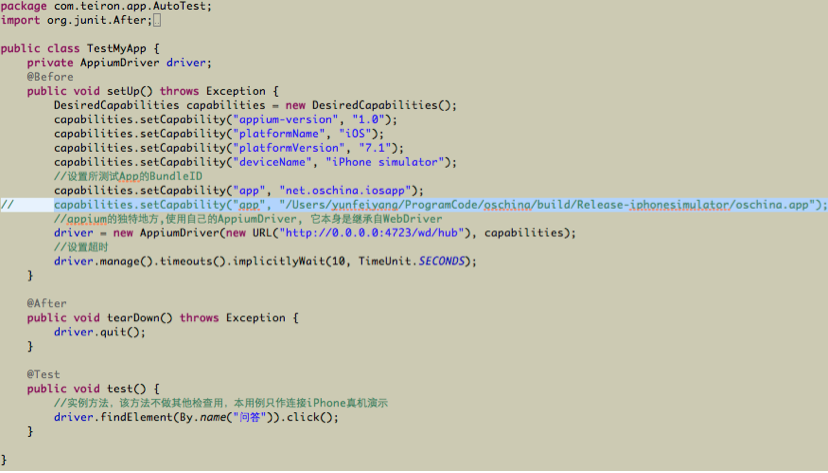 package com.teiron.app.AutoTest;
import org.junit.After;
public class TestMyApp {
private AppiumDriver driver;
@Before
public void setUp() throws Exception {
DesiredCapabilities capabilities = new DesiredCapabilities();
capabilities.setCapability("appium-version", "1.0");
capabilities.setCapability("platformName", "iOS");
capabilities.setCapability("platformVersion", "7.1");
capabilities.setCapability("deviceName", "iPhone simulator");
//设置所测试App的BundleID
capabilities.setCapability("app", "net.oschina.iosapp");
// capabilities.setCapability("app", "/Users/yunfeiyang/ProgramCode/oschina/build/Release-iphonesimulator/oschina.app");
//appium的独特地方,使用自己的AppiumDriver, 它本身是继承自WebDriver
driver = new AppiumDriver(new URL("http://0.0.0.0:4723/wd/hub"), capabilities);
//设置超时
driver.manage().timeouts().implicitlyWait(10, TimeUnit.SECONDS);
}
@After
public void tearDown() throws Exception {
driver.quit();
}
@Test
public void test() {
//实例方法，该方法不做其他检查用，本用例只作连接iPhone真机演示
driver.findElement(By.name("问答")).click();
}
}